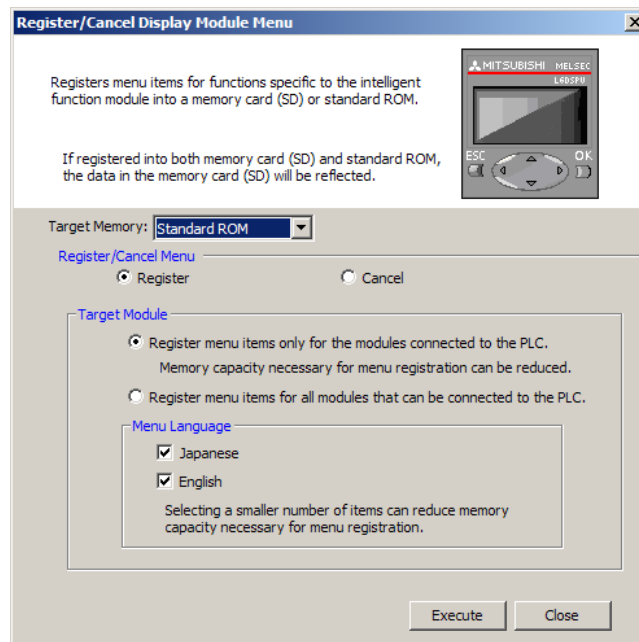 Register/Cancel Display Module Menu
Registers menu items for functions specific to the intelligent
function module into a memory card (SD) or standard ROM.
If registered into both memory card (SD) and standard ROM,
the data in the memory card (SD) will be reflected.
MITSUBISHI MELSEC
L6DSPU
ESC
OK
Target Memory: Standard ROM
Register/Cancel Menu
Register
Cancel
Target Module
Register menu items only for the modules connected to the PLC.
Memory capacity necessary for menu registration can be reduced.
Register menu items for all modules that can be connected to the PLC.
Menu Language
Japanese
English
Selecting a smaller number of items can reduce memory
capacity necessary for menu registration.
Execute
Close